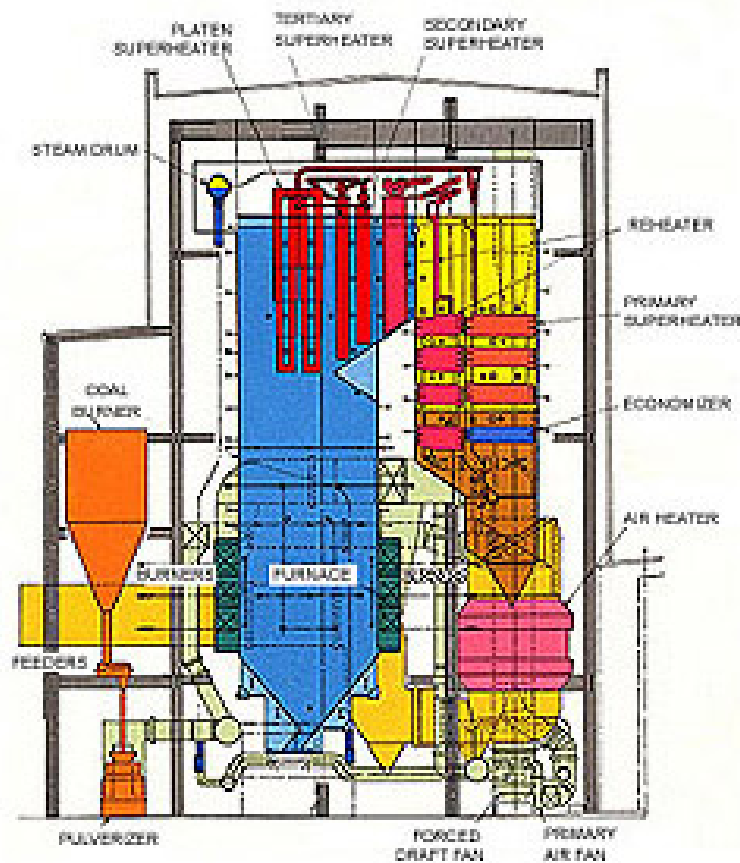 PLATEN
SUPERHEATER
TERTIARY
SUPERHEATER
SECONDARY
SUPERHEATER
STEAM DRUM
REHEATER
PRIMARY
SUPERHEATER
COAL
BURNER
ECONOMIZER
AIR HEATER
BURNERS
FURNACE
FEEDERS
PULVERIZER
FORCED
DRAFT FAN
PRIMARY
AIR FAN